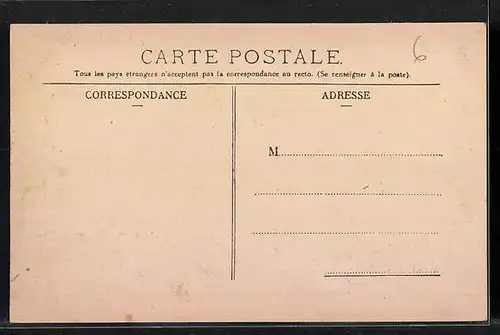 CARTE POSTALE.
6
Tous les pays étrangers n'acceptent pas la correspondance au recto. (Se renseigner à la poste).
CORRESPONDANCE
ADRESSE
M